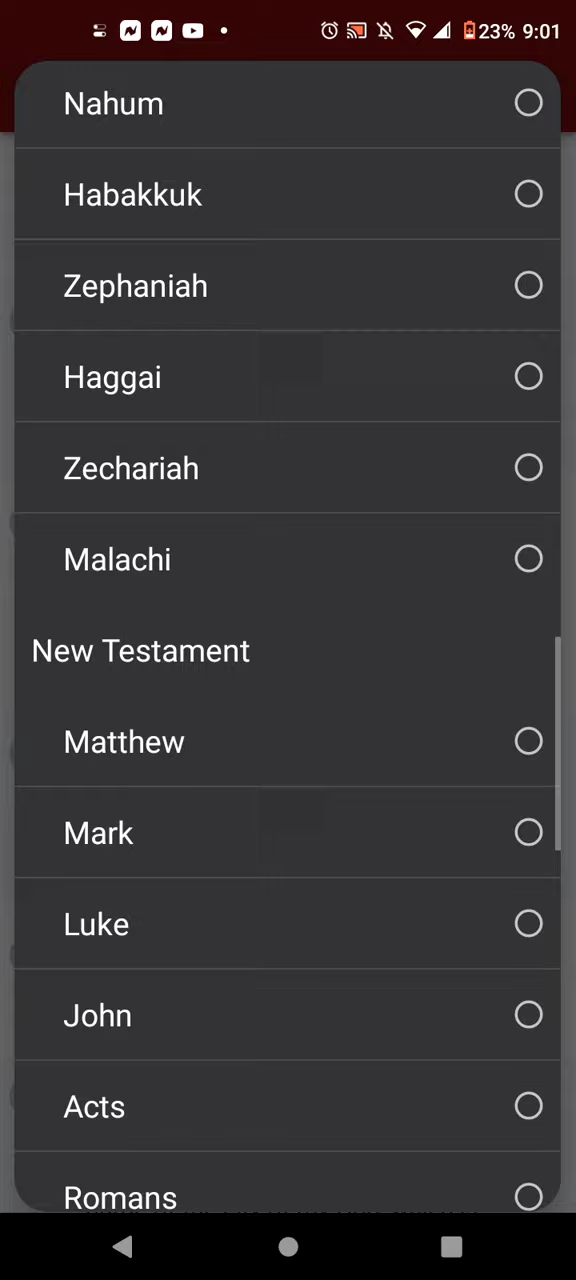 23% 9:01
Nahum
Habakkuk
Zephaniah
Haggai
Zechariah
Malachi
New Testament
Matthew
Mark
Luke
John
Acts
Romans